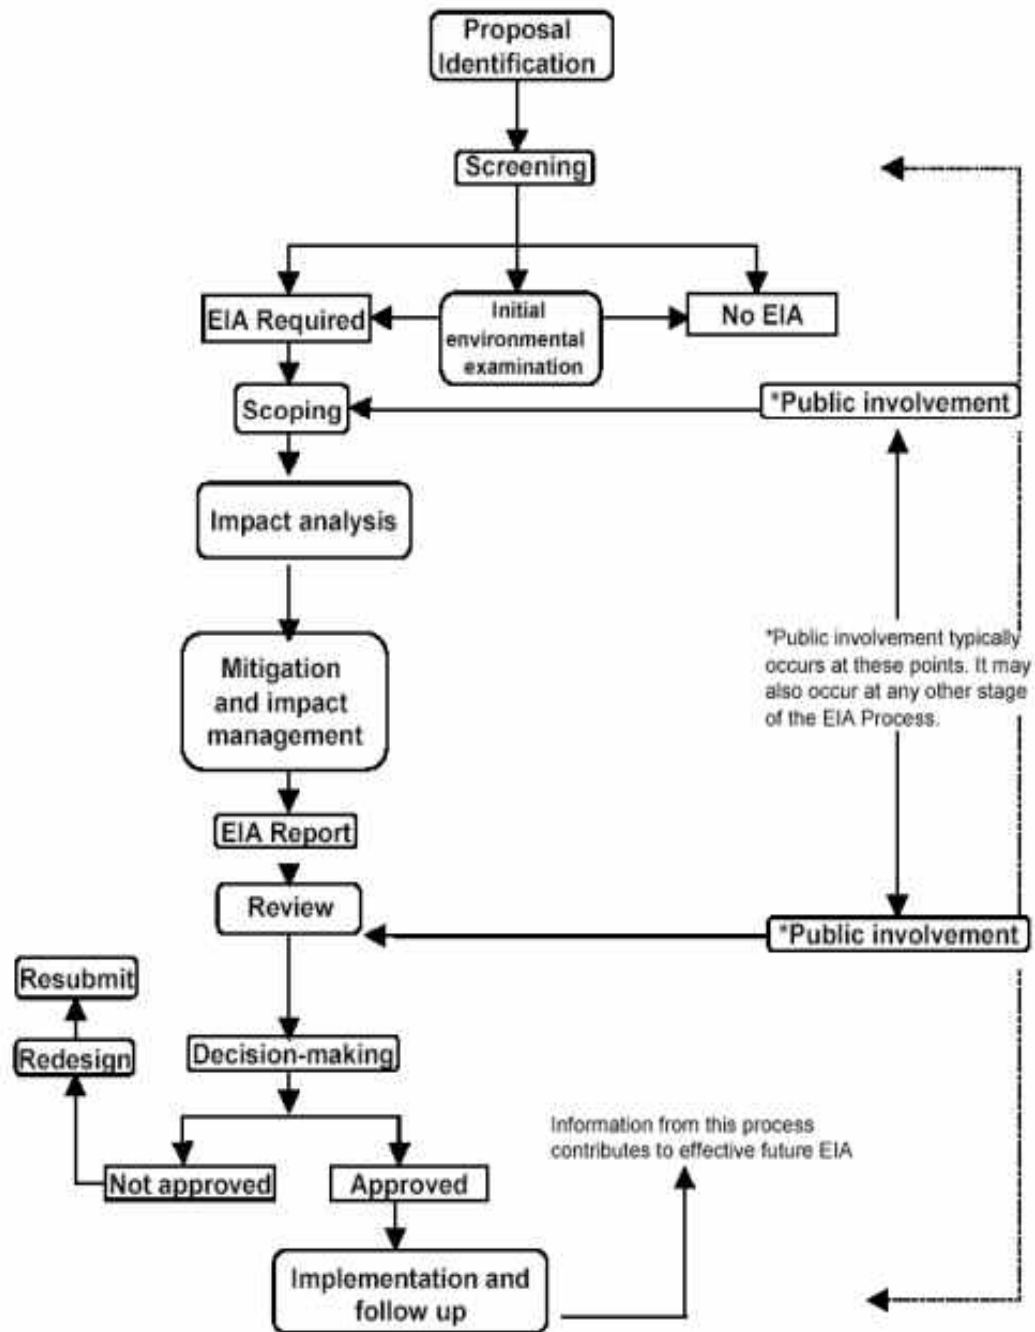 Proposal
Identification
Screening
EIA Required
Initial
environmental
examination
No EIA
Scoping
*Public involvement
Impact analysis
*Public involvement typically
occurs at these points. It may
also occur at any other stage
of the EIA Process.
Mitigation
and impact
management
EIA Report
Review
*Public involvement
Resubmit
Redesign
Decision-making
Information from this process
contributes to effective future EIA
Not approved
Approved
Implementation and
follow up